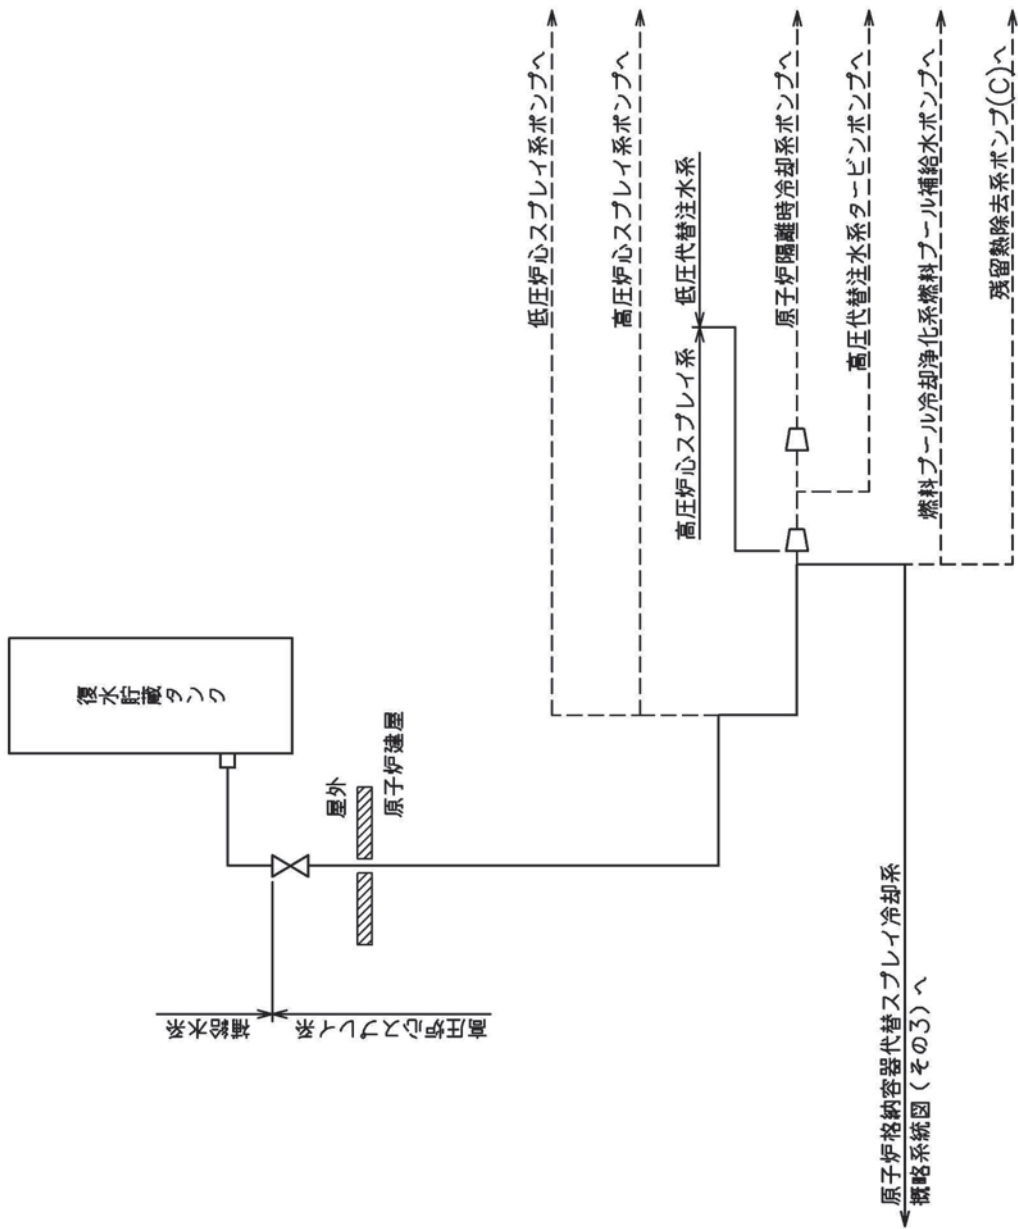 復水貯蔵タンク
屋外
原子炉建屋
補給水系
高圧炉心スプレイ系
低圧炉心スプレイ系ポンプへ
高圧炉心スプレイ系ポンプへ
高圧炉心スプレイ系
低圧代替注水系
原子炉隔離時冷却系ポンプへ
高圧代替注水系タービンポンプへ
燃料プール冷却浄化系燃料プール補給水ポンプへ
残留熱除去系ポンプ(C)へ
原子炉格納容器代替スプレイ冷却系
概略系統図(その3)へ